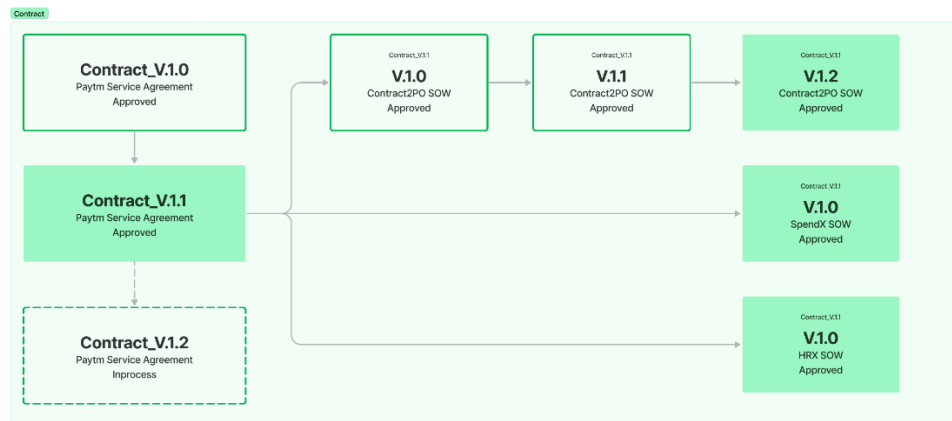 Contract
Contract_V.1.0
Paytm Service Agreement
Approved
Contract_V.1.1
V.1.0
Contract2PO SOW
Approved
Contract_V.1.1
V.1.1
Contract2PO SOW
Approved
Contract_V.1.1
V.1.2
Contract2PO SOW
Approved
Contract_V.1.1
Paytm Service Agreement
Approved
Contract_V.1.1
V.1.0
SpendX SOW
Approved
Contract_V.1.2
Paytm Service Agreement
Inprocess
Contract_V.1.1
V.1.0
HRX SOW
Approved